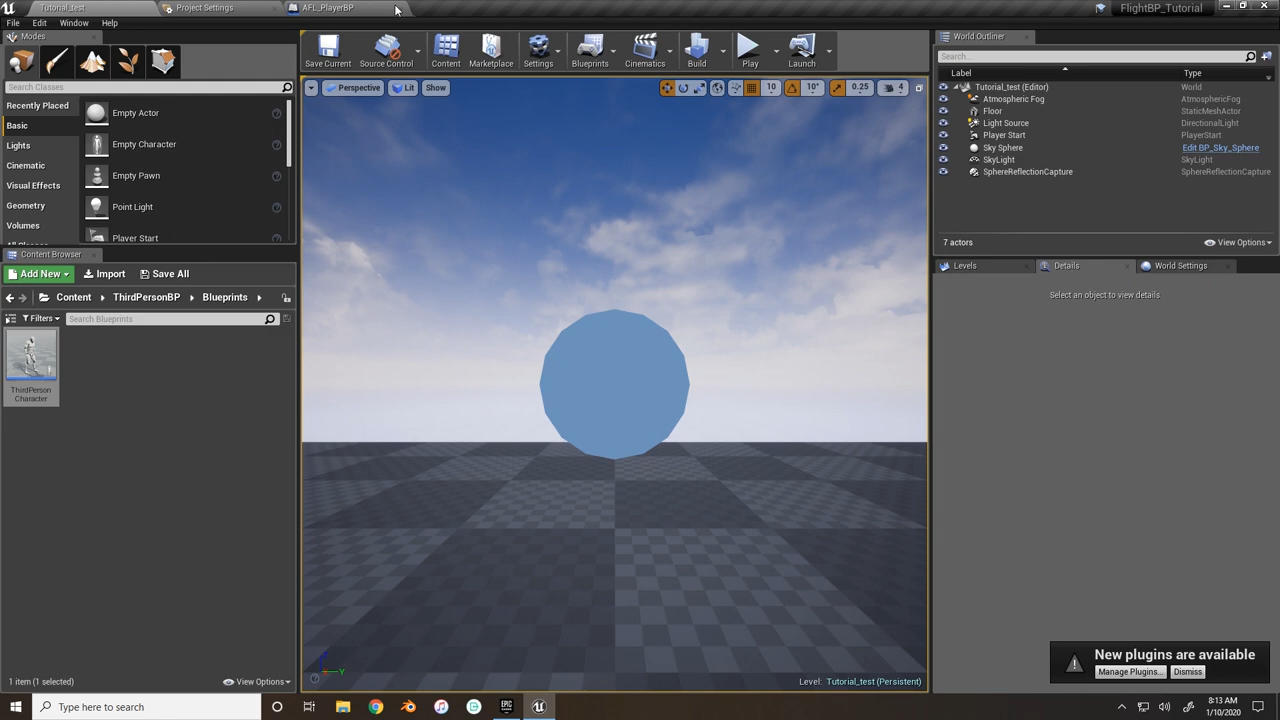 Tutorial_test
Project Settings
AFL_PlayerBP
FlightBP_Tutorial
File Edit Window Help
Modes
Search Classes
Recently Placed
Basic
Lights
Cinematic
Visual Effects
Geometry
Volumes
Empty Actor
Empty Character
Empty Pawn
Point Light
Player Start
Content Browser
Add New Import Save All
Content ThirdPersonBP Blueprints
Filters Search Blueprints
ThirdPerson
Character
1 item (1 selected) View Options
Save Current Source Control Content Marketplace Settings Blueprints Cinematics Build Play Launch
Perspective Lit Show 10 10° 0.25 4
Y
Level: Tutorial_test (Persistent)
World Outliner
Search...
Label Type
Tutorial_test (Editor) World
Atmospheric Fog AtmosphericFog
Floor StaticMeshActor
Light Source DirectionalLight
Player Start PlayerStart
Sky Sphere Edit BP_Sky_Sphere
SkyLight SkyLight
SphereReflectionCapture SphereReflectionCapture
7 actors View Options
Levels Details World Settings
Select an object to view details.
New plugins are available
Manage Plugins... Dismiss
Type here to search
EPIC
GAMES
8:13 AM
1/10/2020